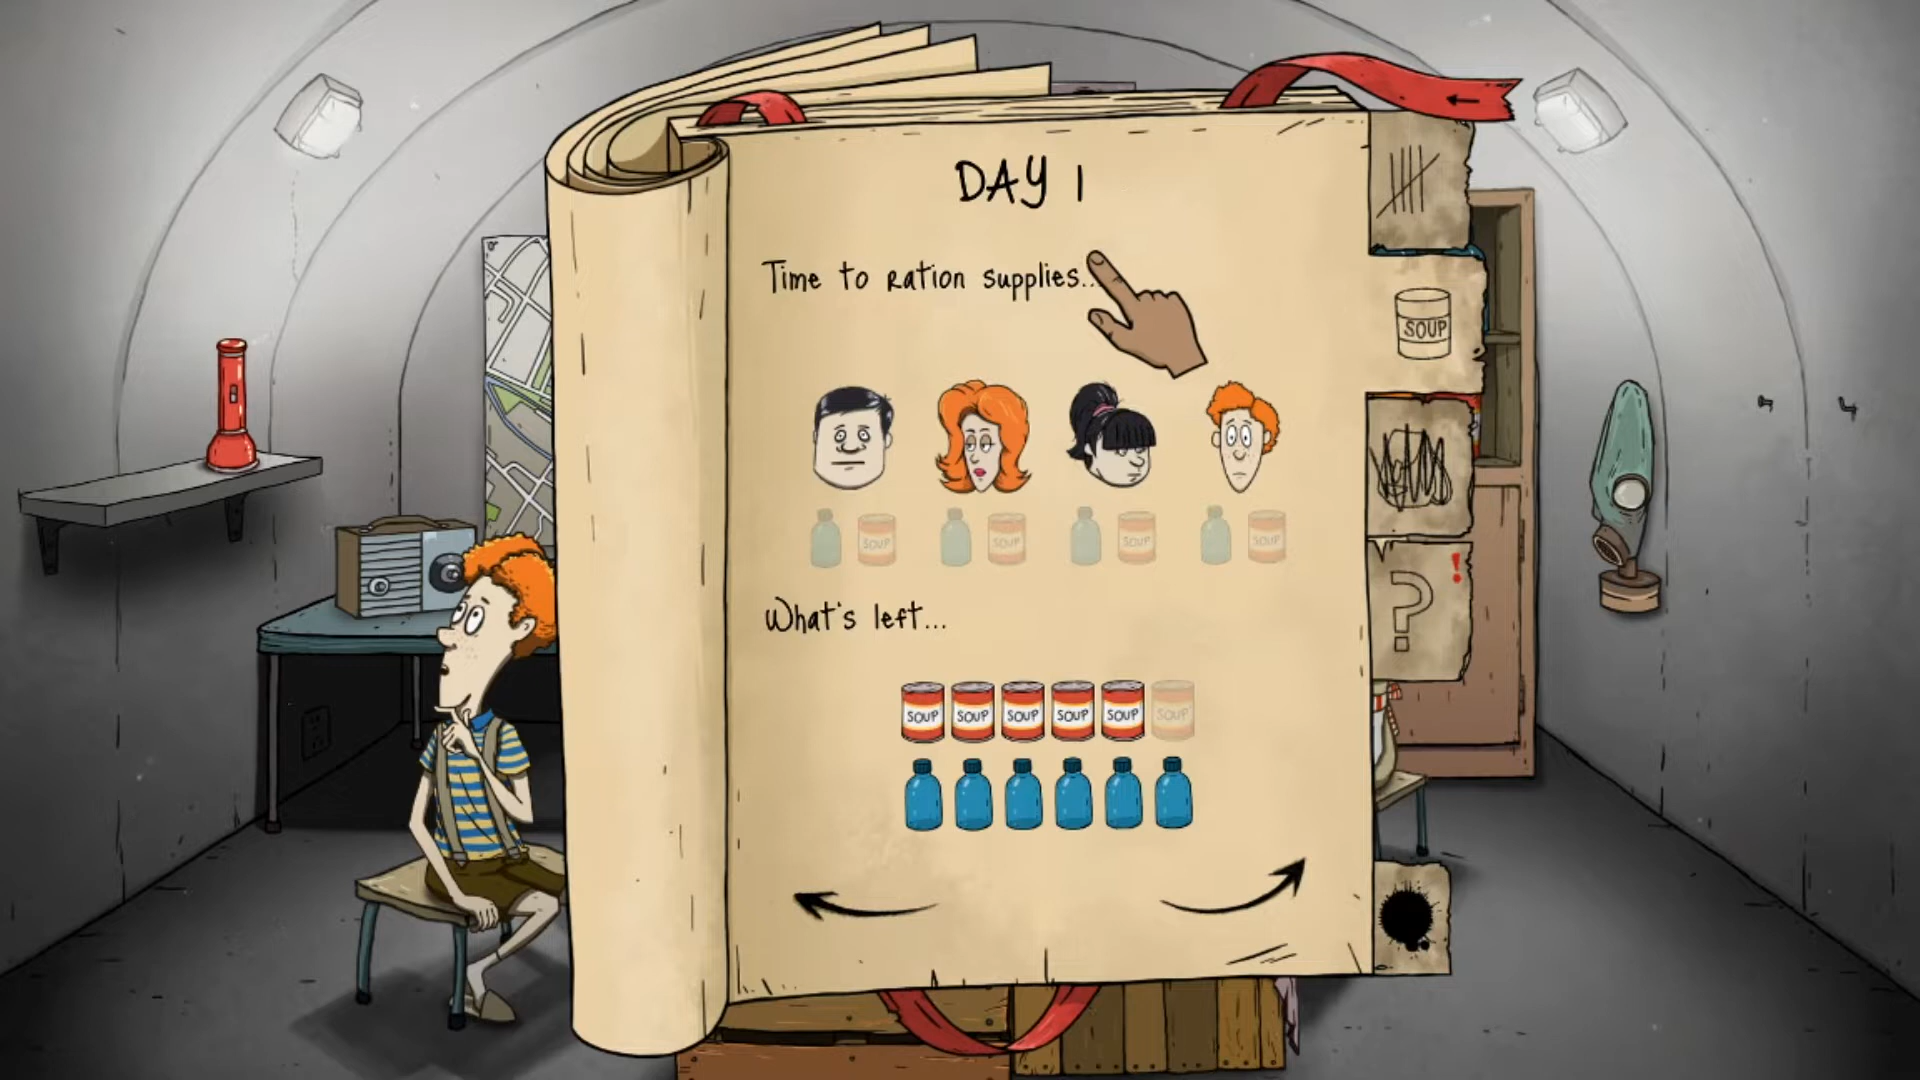 DAY 1
Time to ration supplies..
SOUP
SOUP SOUP SOUP SOUP
What's left...
SOUP SOUP SOUP SOUP SOUP SOUP